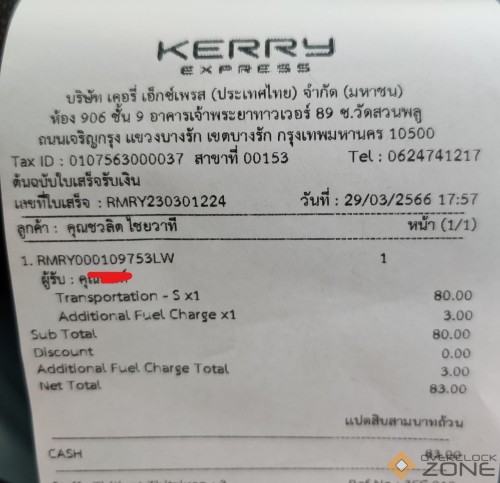 KERRY
EXPRESS
บริษัท เคอรี่ เอ็กซ์เพรส (ประเทศไทย) จำกัด (มหาชน)
ห้อง 906 ชั้น 9 อาคารเจ้าพระยาทาวเวอร์ 89 ซ.วัดสวนพลู
ถนนเจริญกรุง แขวงบางรัก เขตบางรัก กรุงเทพมหานคร 10500
Tax ID : 0107563000037 สาขาที่ 00153 Tel : 0624741217
ต้นฉบับใบเสร็จรับเงิน
เลขที่ใบเสร็จ : RMRY230301224 วันที่ : 29/03/2566 17:57
ลูกค้า : คุณชวลิต ไชยวาที หน้า (1/1)
1. RMRY000109753LW 1
ผู้รับ :
Transportation - S x1 80.00
Additional Fuel Charge x1 3.00
Sub Total 80.00
Discount 0.00
Additional Fuel Charge Total 3.00
Net Total 83.00
แปดสิบสามบาทถ้วน
CASH 83.00
OVERCLOCK
ZONE